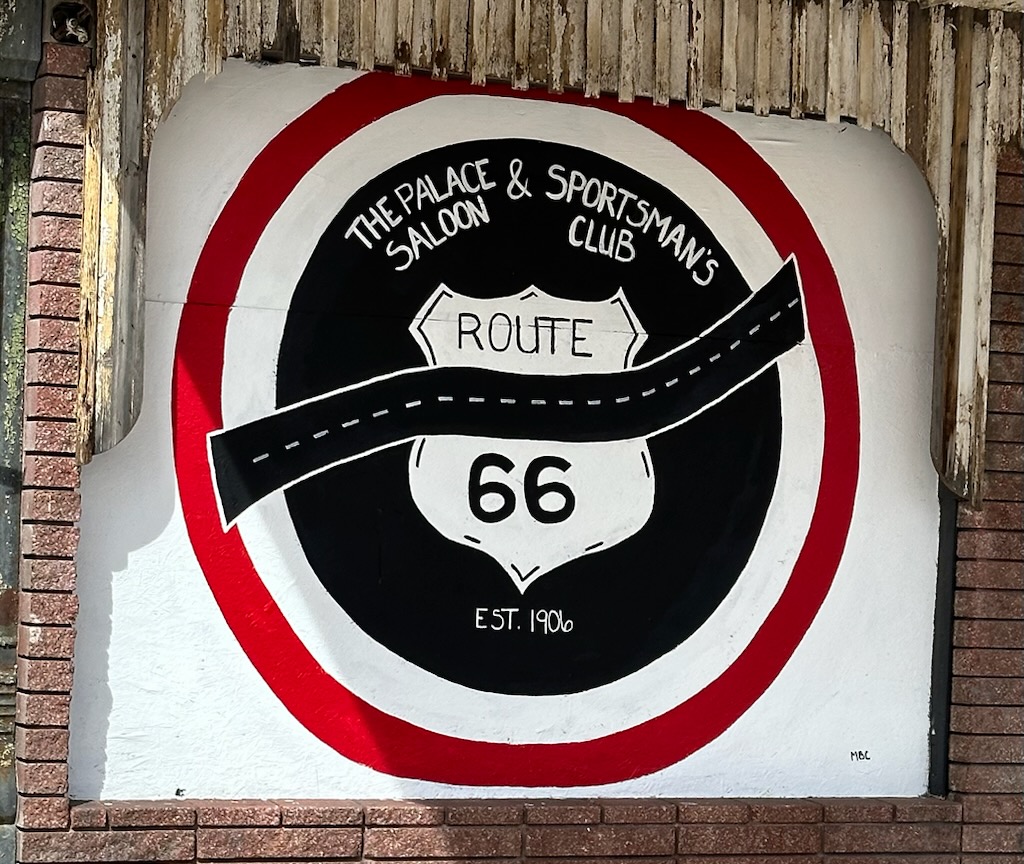 THE PALACE & SPORTSMAN'S
SALOON CLUB
ROUTE
66
EST. 1906
MBC